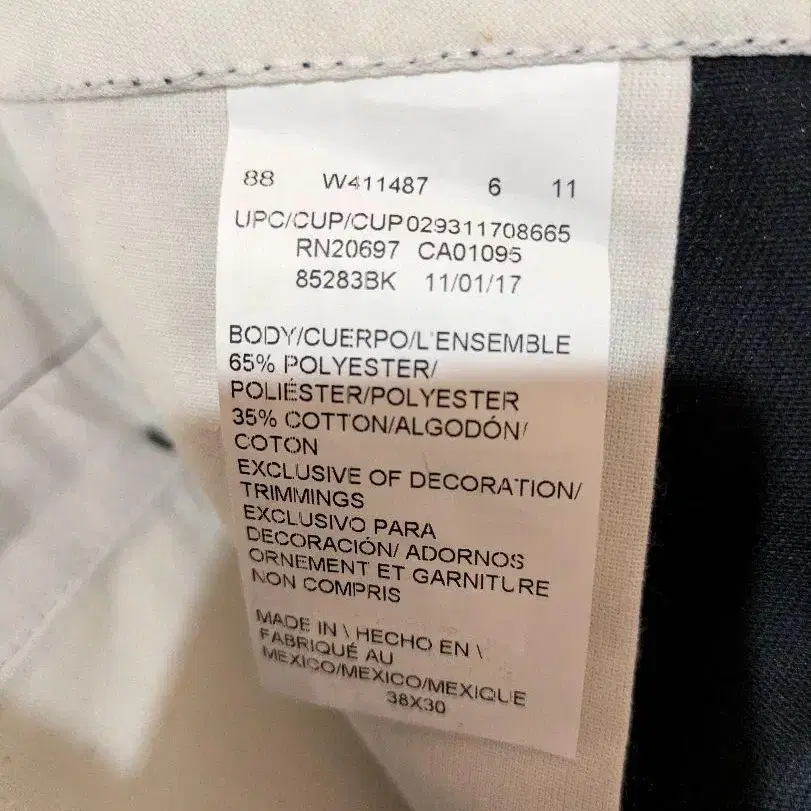 88 W411487 6 11
UPC/CUP/CUP029311708665
RN20697 CA01095
85283BK 11/01/17
BODY/CUERPO/L'ENSEMBLE
65% POLYESTER/
POLIÉSTER/POLYESTER
35% COTTON/ALGODÓN/
COTON
EXCLUSIVE OF DECORATION/
TRIMMINGS
EXCLUSIVO PARA
DECORACIÓN/ ADORNOS
ORNEMENT ET GARNITURE
NON COMPRIS
MADE IN \ HECHO EN \
FABRIQUÉ AU
MEXICO/MEXICO/MEXIQUE
38X30